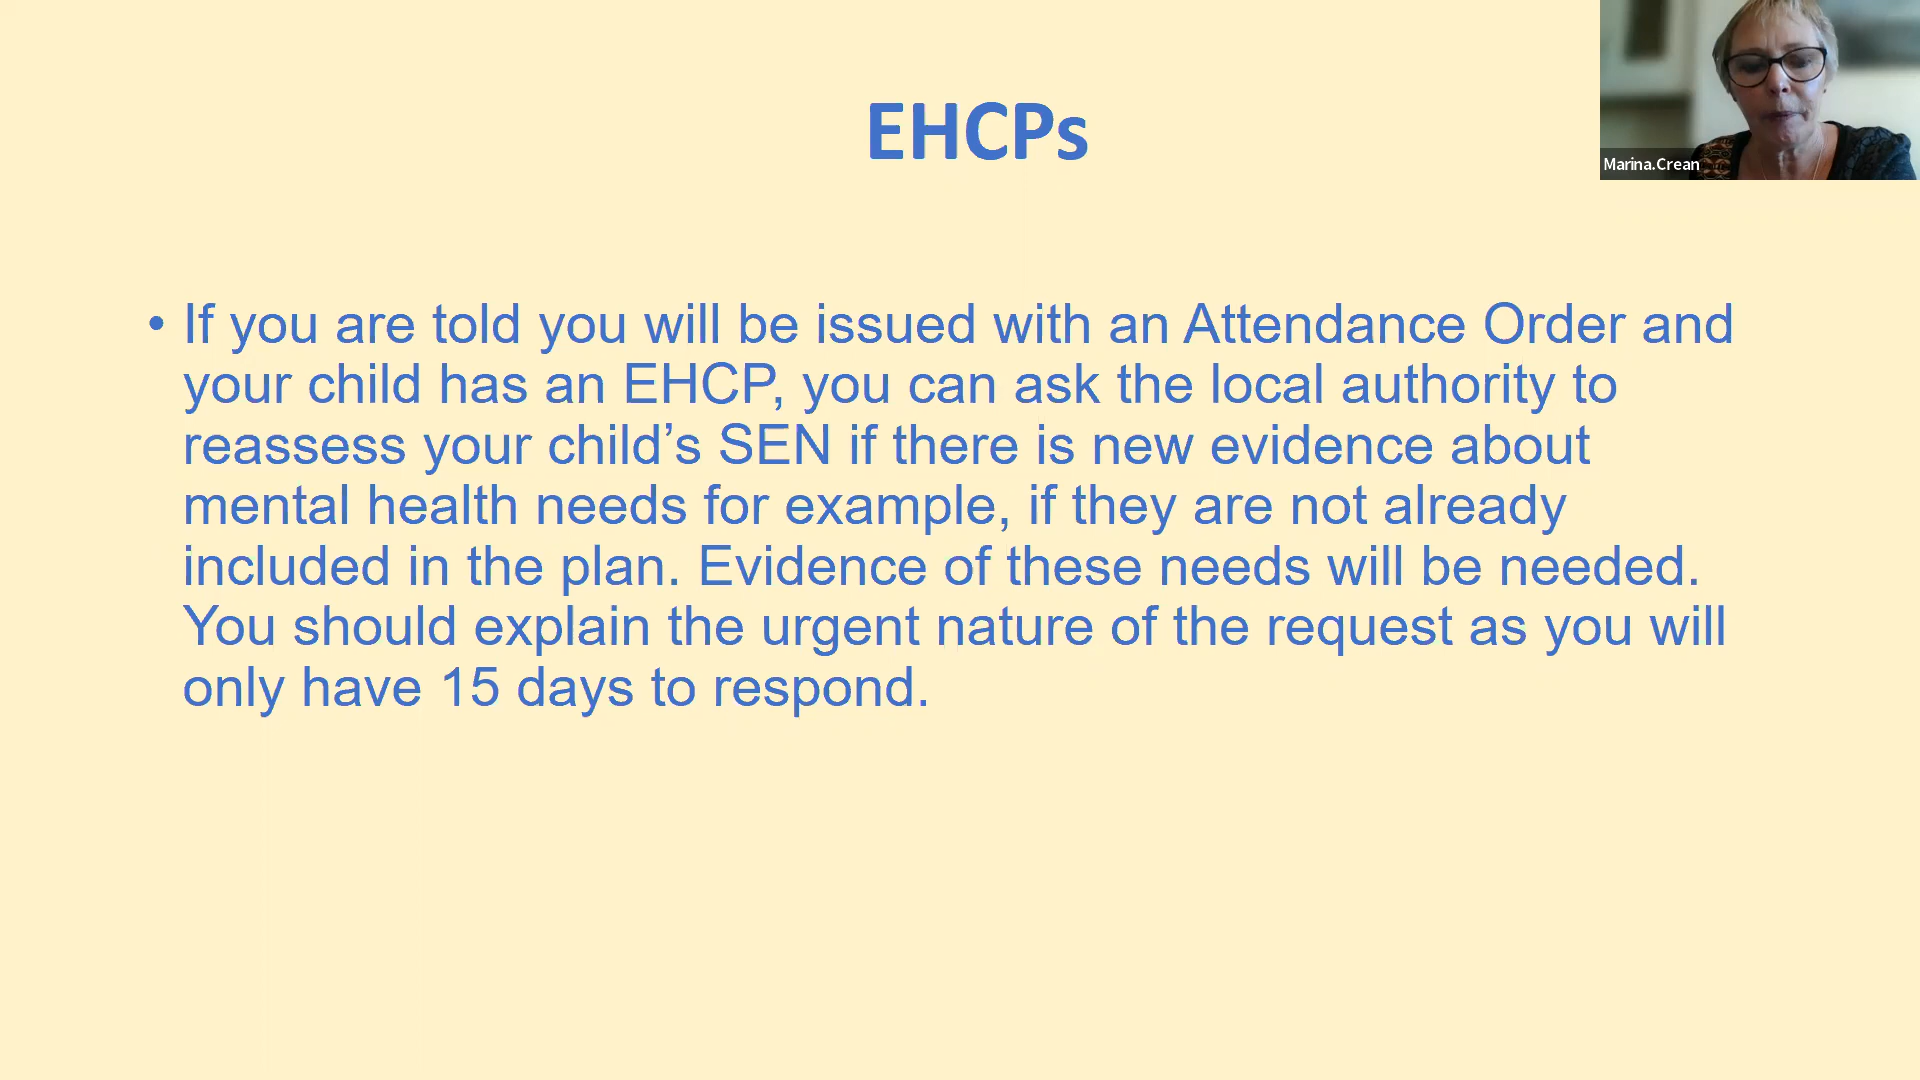 EHCPs
Marina.Crean
• If you are told you will be issued with an Attendance Order and
your child has an EHCP, you can ask the local authority to
reassess your child’s SEN if there is new evidence about
mental health needs for example, if they are not already
included in the plan. Evidence of these needs will be needed.
You should explain the urgent nature of the request as you will
only have 15 days to respond.